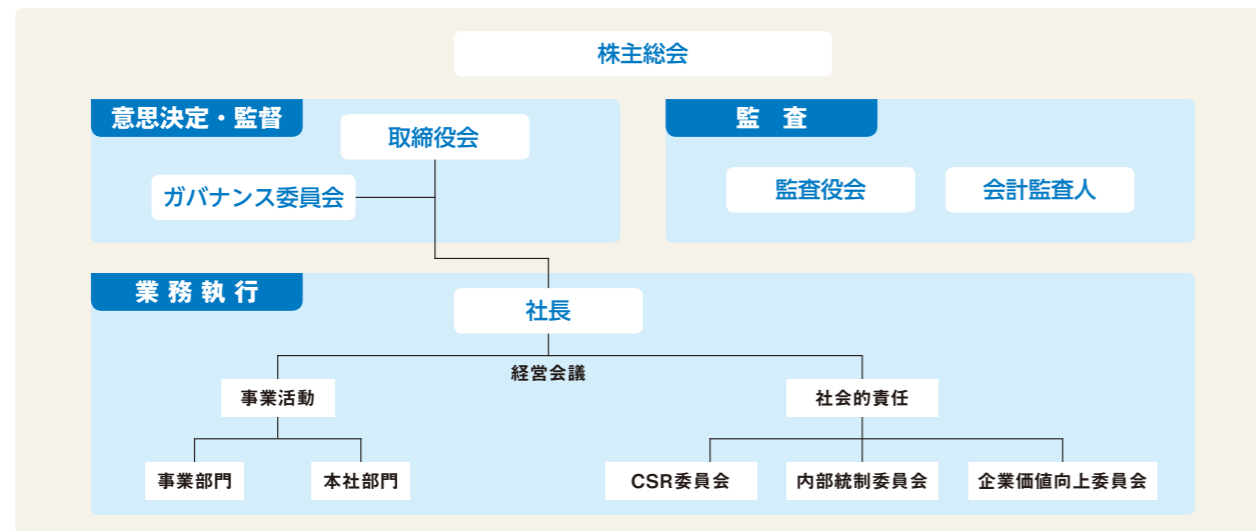 株主総会
意思決定・監督
取締役会
ガバナンス委員会
監 査
監査役会
会計監査人
業務執行
社長
経営会議
事業活動
社会的責任
事業部門
本社部門
CSR委員会
内部統制委員会
企業価値向上委員会